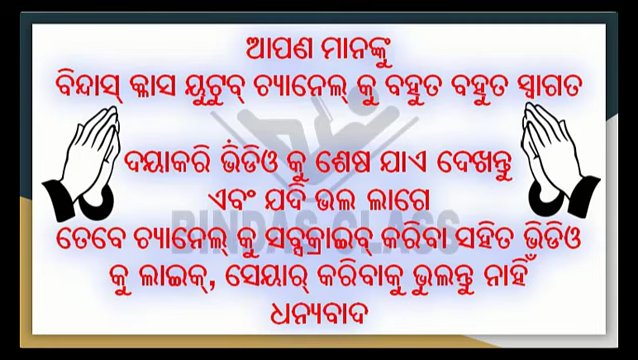 ଆପଣ ମାନଙ୍କୁ
ବିନ୍ଦାସ୍ କ୍ଳାସ ୟୁଟୁବ୍ ଚ୍ୟାନେଲ୍ କୁ ବହୁତ ବହୁତ ସ୍ୱାଗତ
ଦୟାକରି ଭିଡିଓ କୁ ଶେଷ ଯାଏ ଦେଖନ୍ତୁ
ଏବଂ ଯଦି ଭଲ ଲାଗେ
BINDAS CLASS
ତେବେ ଚ୍ୟାନେଲ୍ କୁ ସବ୍ସକ୍ରାଇବ୍ କରିବା ସହିତ ଭିଡିଓ
କୁ ଲାଇକ୍, ସେୟାର୍ କରିବାକୁ ଭୁଲନ୍ତୁ ନାହିଁ
ଧନ୍ୟବାଦ